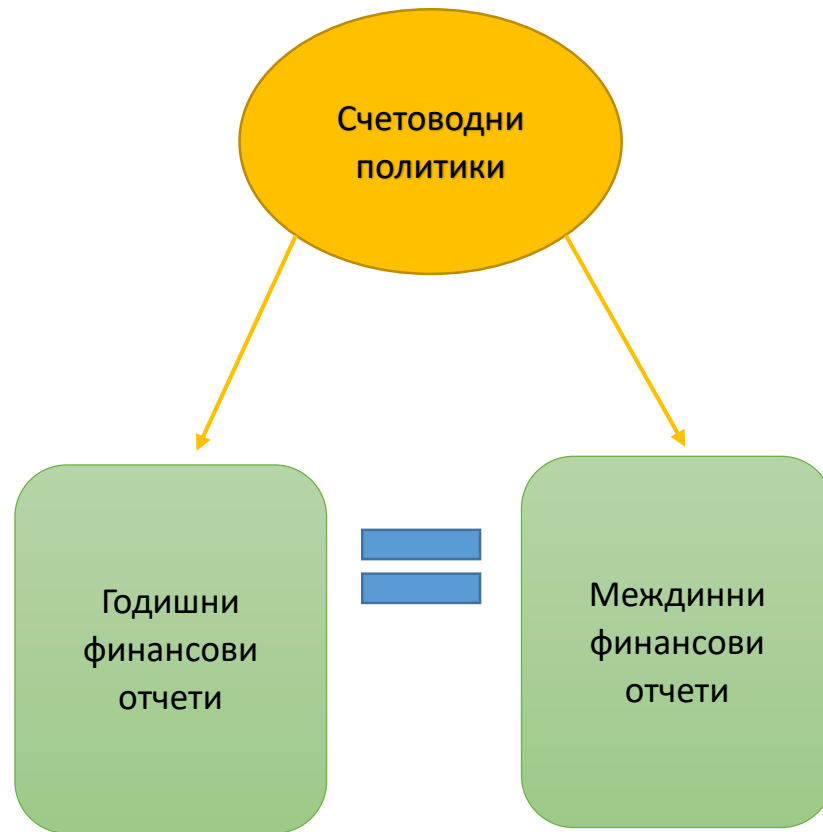 Счетоводни
политики
Годишни
финансови
отчети
Междинни
финансови
отчети